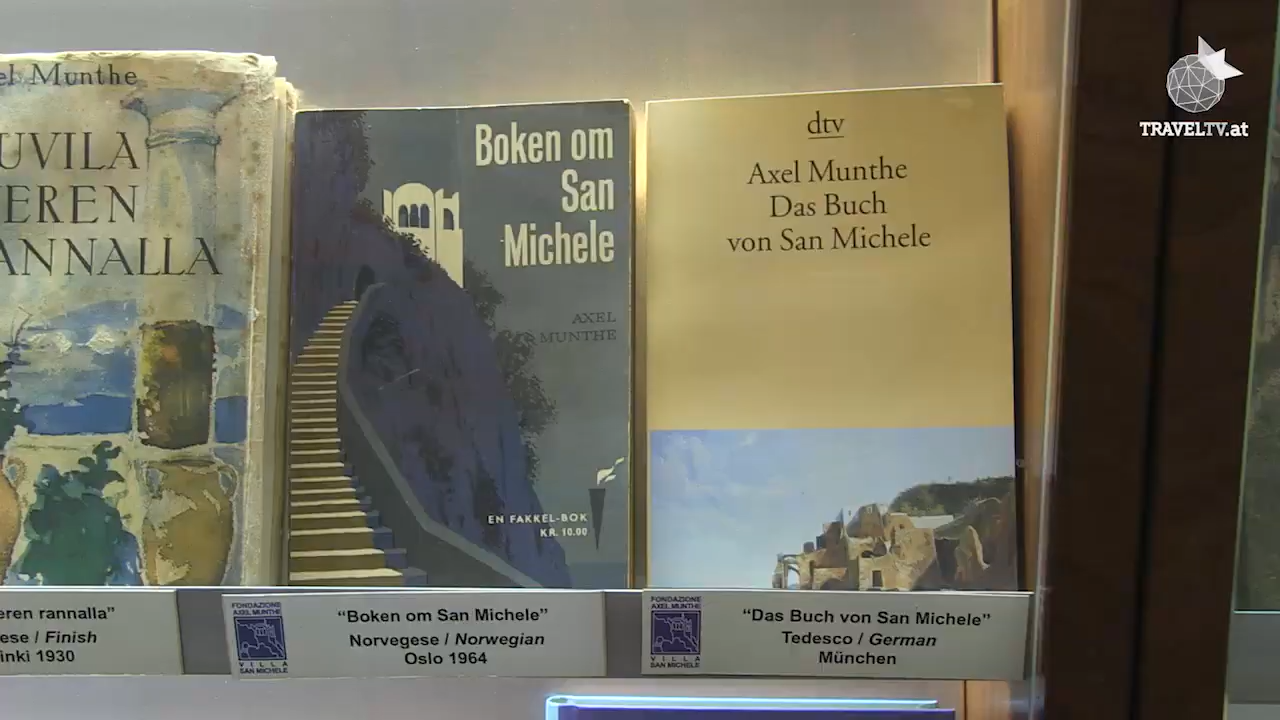 TRAVELTV.at
el Munthe
UVILA
EREN
ANNALLA
Boken om
San
Michele
AXEL
MUNTHE
EN FAKKEL-BOK
KR. 10.00
dtv
Axel Munthe
Das Buch
von San Michele
eren rannalla”
ese / Finish
inki 1930
FONDAZIONE
AXEL MUNTHE
VILLA
SAN MICHELE
“Boken om San Michele”
Norvegese / Norwegian
Oslo 1964
FONDAZIONE
AXEL MUNTHE
VILLA
SAN MICHELE
“Das Buch von San Michele”
Tedesco / German
München